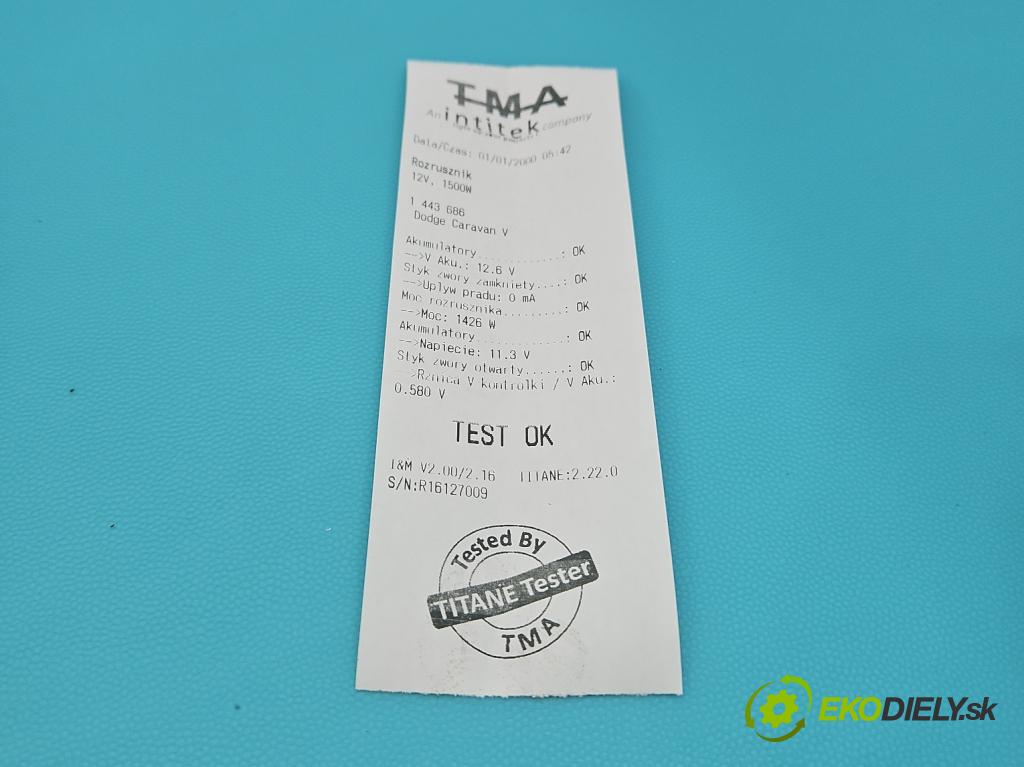 TMA
An intitek company
Data/Czas: 01/01/2000 05:42
Rozrusznik
12V, 1500W
1 443 686
Dodge Caravan V
Akumulatory............: OK
-->V Aku.: 12.6 V
Styk zwory zamkniety....: OK
-->Uplyw pradu: 0 mA
Moc rozrusznika.........: OK
-->Moc: 1426 W
Akumulatory.............: OK
-->Napiecie: 11.3 V
Styk zwory otwarty......: OK
-->Rznica V kontrolki / V Aku.:
0.580 V
TEST OK
I&M V2.00/2.16 TITANE:2.22.0
S/N:R16127009
Tested By
TITANE Tester
TMA
EKODIELY.sk